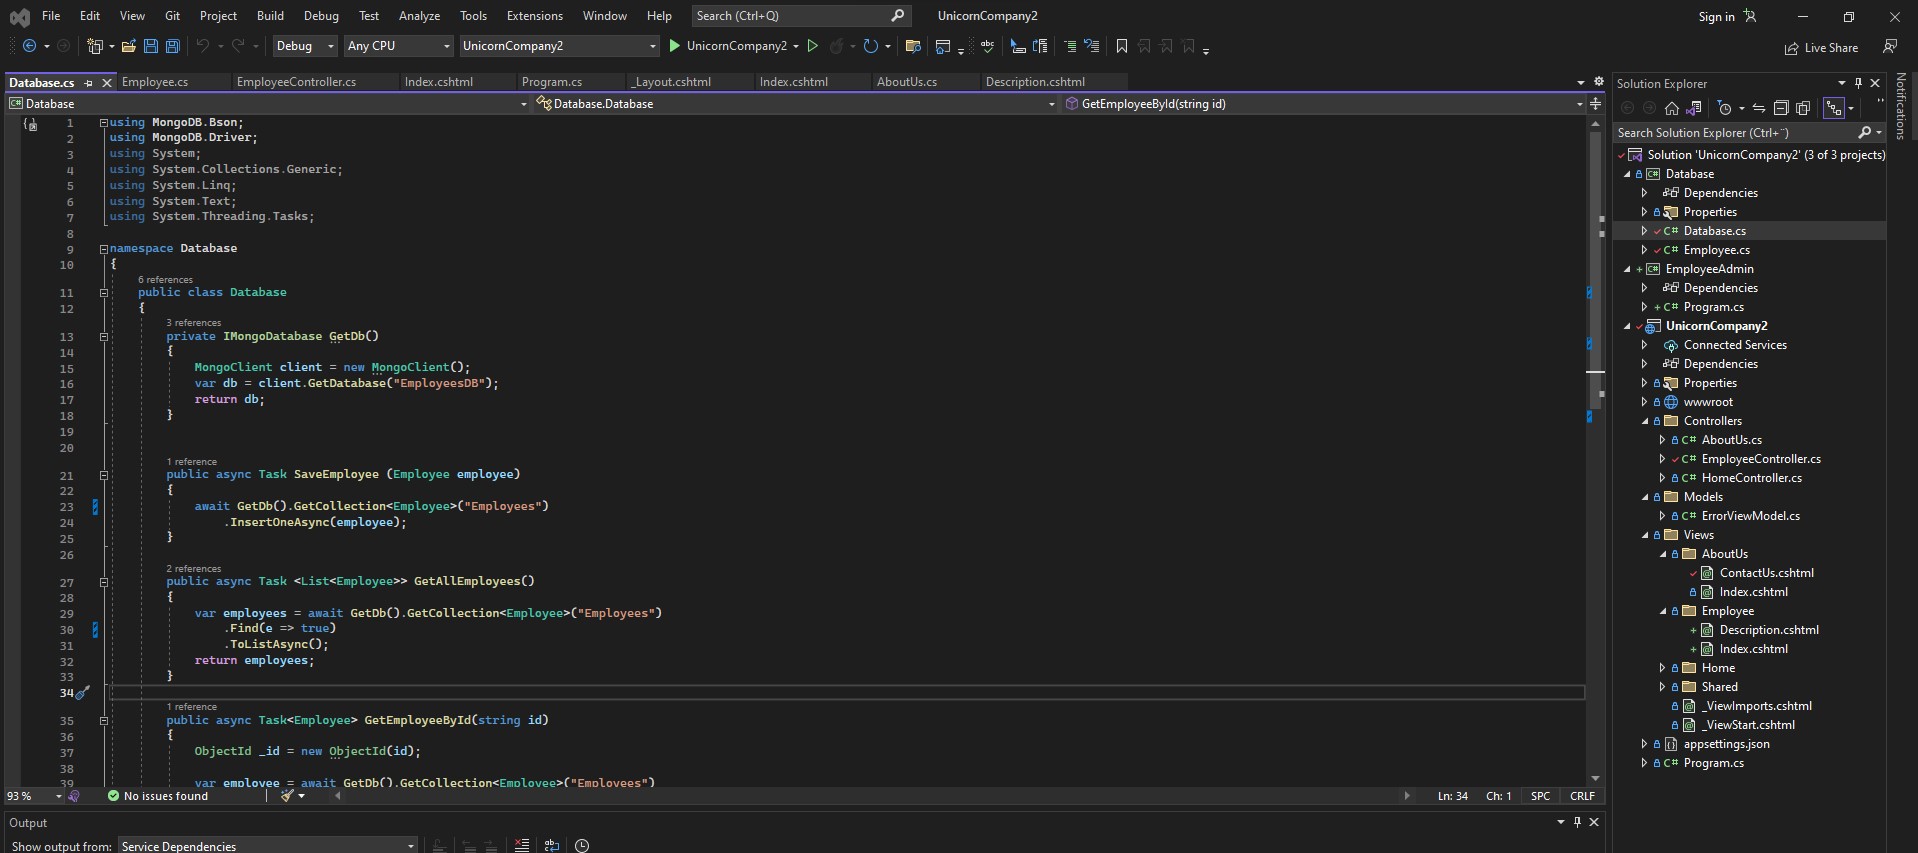 File Edit View Git Project Build Debug Test Analyze Tools Extensions Window Help Search (Ctrl+Q) UnicornCompany2 Sign in
Debug Any CPU UnicornCompany2 UnicornCompany2 Live Share
Database.cs Employee.cs EmployeeController.cs Index.cshtml Program.cs _Layout.cshtml Index.cshtml AboutUs.cs Description.cshtml
Database Database.Database GetEmployeeById(string id)
1 using MongoDB.Bson;
2 using MongoDB.Driver;
3 using System;
4 using System.Collections.Generic;
5 using System.Linq;
6 using System.Text;
7 using System.Threading.Tasks;
8
9 namespace Database
10 {
6 references
11 public class Database
12 {
3 references
13 private IMongoDatabase GetDb()
14 {
15 MongoClient client = new MongoClient();
16 var db = client.GetDatabase("EmployeesDB");
17 return db;
18 }
19
20
1 reference
21 public async Task SaveEmployee (Employee employee)
22 {
23 await GetDb().GetCollection<Employee>("Employees")
24 .InsertOneAsync(employee);
25 }
26
2 references
27 public async Task <List<Employee>> GetAllEmployees()
28 {
29 var employees = await GetDb().GetCollection<Employee>("Employees")
30 .Find(e => true)
31 .ToListAsync();
32 return employees;
33 }
34
1 reference
35 public async Task<Employee> GetEmployeeById(string id)
36 {
37 ObjectId _id = new ObjectId(id);
38
39 var employee = await GetDb().GetCollection<Employee>("Employees")
93 % No issues found Ln: 34 Ch: 1 SPC CRLF
Output
Show output from: Service Dependencies
Solution Explorer
Search Solution Explorer (Ctrl+¨)
Solution 'UnicornCompany2' (3 of 3 projects)
Database
Dependencies
Properties
Database.cs
Employee.cs
EmployeeAdmin
Dependencies
Program.cs
UnicornCompany2
Connected Services
Dependencies
Properties
wwwroot
Controllers
AboutUs.cs
EmployeeController.cs
HomeController.cs
Models
ErrorViewModel.cs
Views
AboutUs
ContactUs.cshtml
Index.cshtml
Employee
Description.cshtml
Index.cshtml
Home
Shared
_ViewImports.cshtml
_ViewStart.cshtml
appsettings.json
Program.cs
Notifications